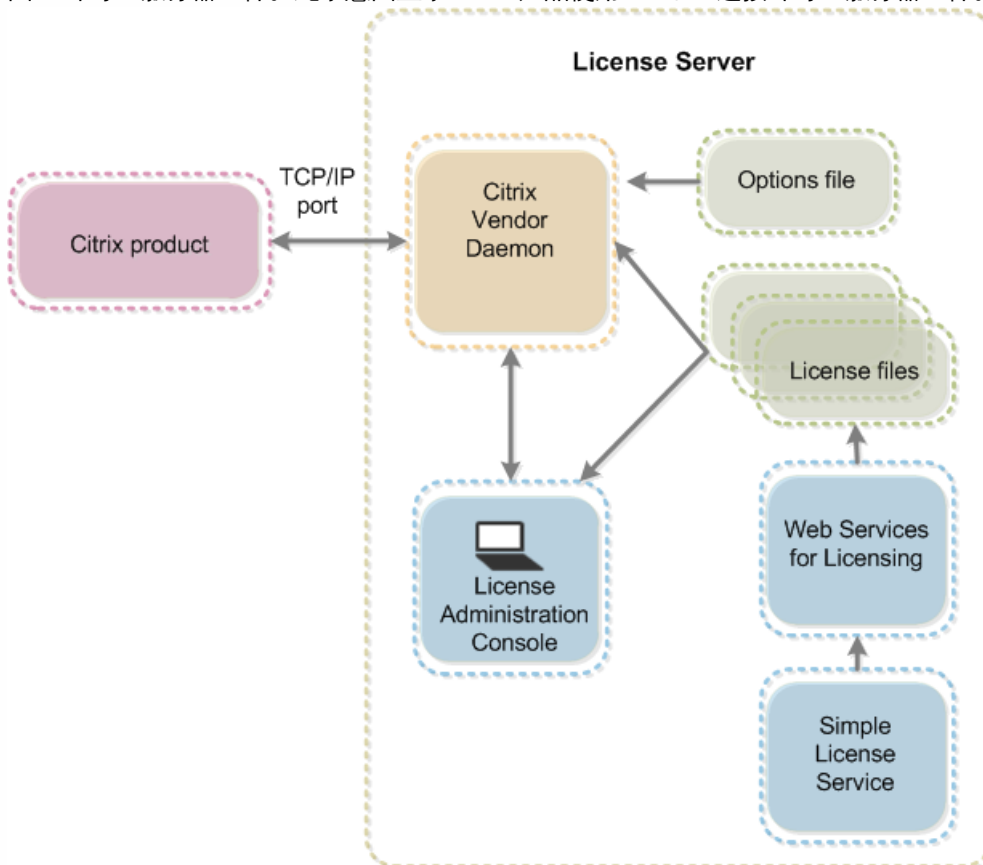 License Server
TCP/IP
port
Citrix product
Citrix
Vendor
Daemon
Options file
License files
License
Administration
Console
Web Services
for Licensing
Simple
License
Service